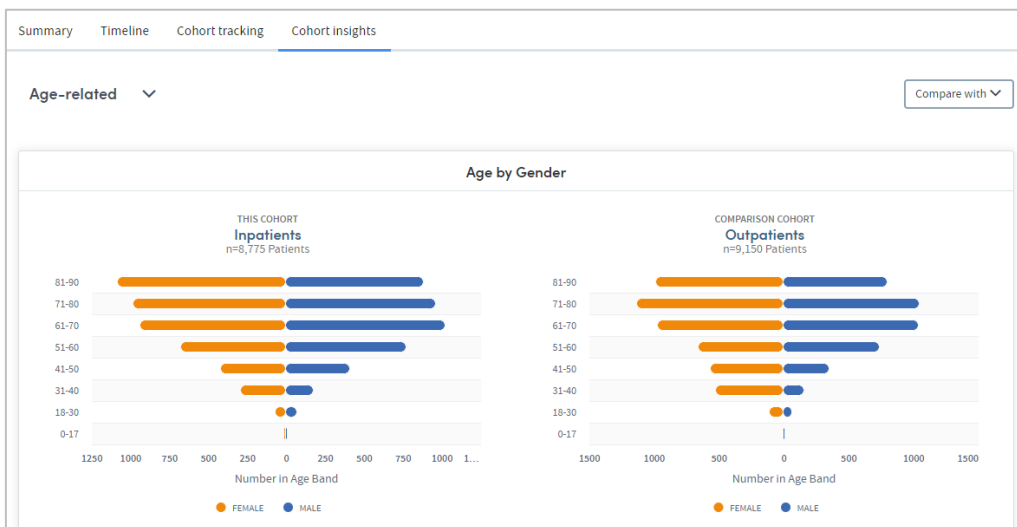 Summary Timeline Cohort tracking Cohort insights
Age-related
Compare with
Age by Gender
THIS COHORT
Inpatients
n=8,775 Patients
81-90
71-80
61-70
51-60
41-50
31-40
18-30
0-17
1250 1000 750 500 250 0 250 500 750 1000 1...
Number in Age Band
FEMALE MALE
COMPARISON COHORT
Outpatients
n=9,150 Patients
81-90
71-80
61-70
51-60
41-50
31-40
18-30
0-17
1500 1000 500 0 500 1000 1500
Number in Age Band
FEMALE MALE